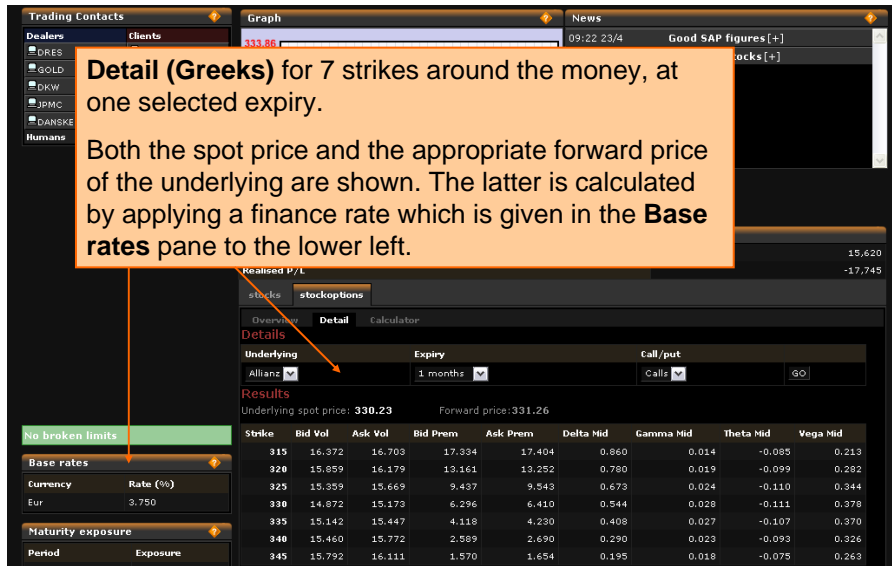 Trading Contacts
Dealers Clients
DRES
GOLD
DKW
JPMC
DANSKE
Humans
Graph
333.86
News
09:22 23/4 Good SAP figures[+]
ocks[+]
Detail (Greeks) for 7 strikes around the money, at
one selected expiry.
Both the spot price and the appropriate forward price
of the underlying are shown. The latter is calculated
by applying a finance rate which is given in the Base
rates pane to the lower left.
15,620
Realised P/L -17,745
stocks stockoptions
Overview Detail Calculator
Details
Underlying Expiry Call/put
Allianz 1 months Calls GO
Results
Underlying spot price: 330.23 Forward price:331.26
Strike Bid Vol Ask Vol Bid Prem Ask Prem Delta Mid Gamma Mid Theta Mid Vega Mid
315 16.372 16.703 17.334 17.404 0.860 0.014 -0.085 0.213
320 15.859 16.179 13.161 13.252 0.780 0.019 -0.099 0.282
325 15.359 15.669 9.437 9.543 0.673 0.024 -0.110 0.344
330 14.872 15.173 6.296 6.410 0.544 0.028 -0.111 0.378
335 15.142 15.447 4.118 4.230 0.408 0.027 -0.107 0.370
340 15.460 15.772 2.589 2.690 0.290 0.023 -0.093 0.326
345 15.792 16.111 1.570 1.654 0.195 0.018 -0.075 0.263
No broken limits
Base rates
Currency Rate (%)
Eur 3.750
Maturity exposure
Period Exposure